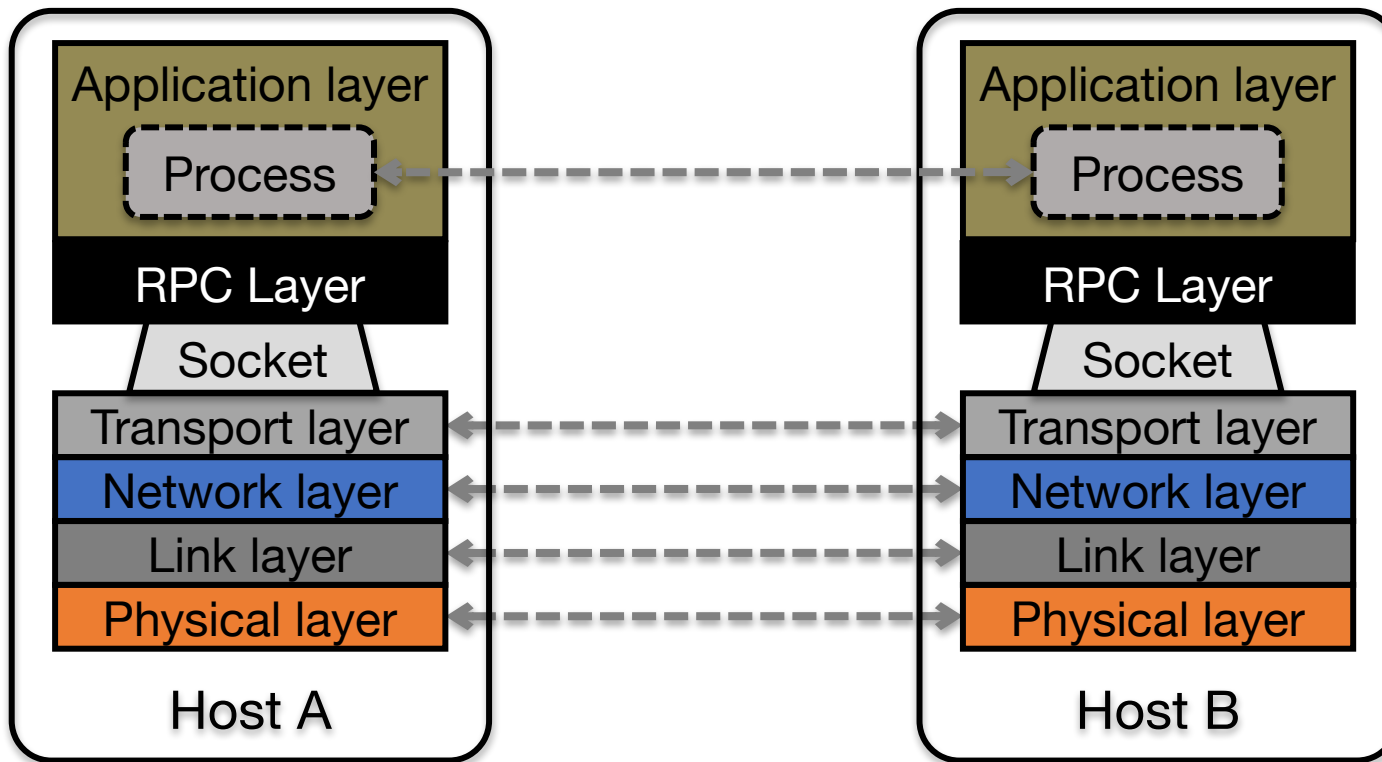 Application layer
Process
RPC Layer
Socket
Transport layer
Network layer
Link layer
Physical layer
Host A
Application layer
Process
RPC Layer
Socket
Transport layer
Network layer
Link layer
Physical layer
Host B